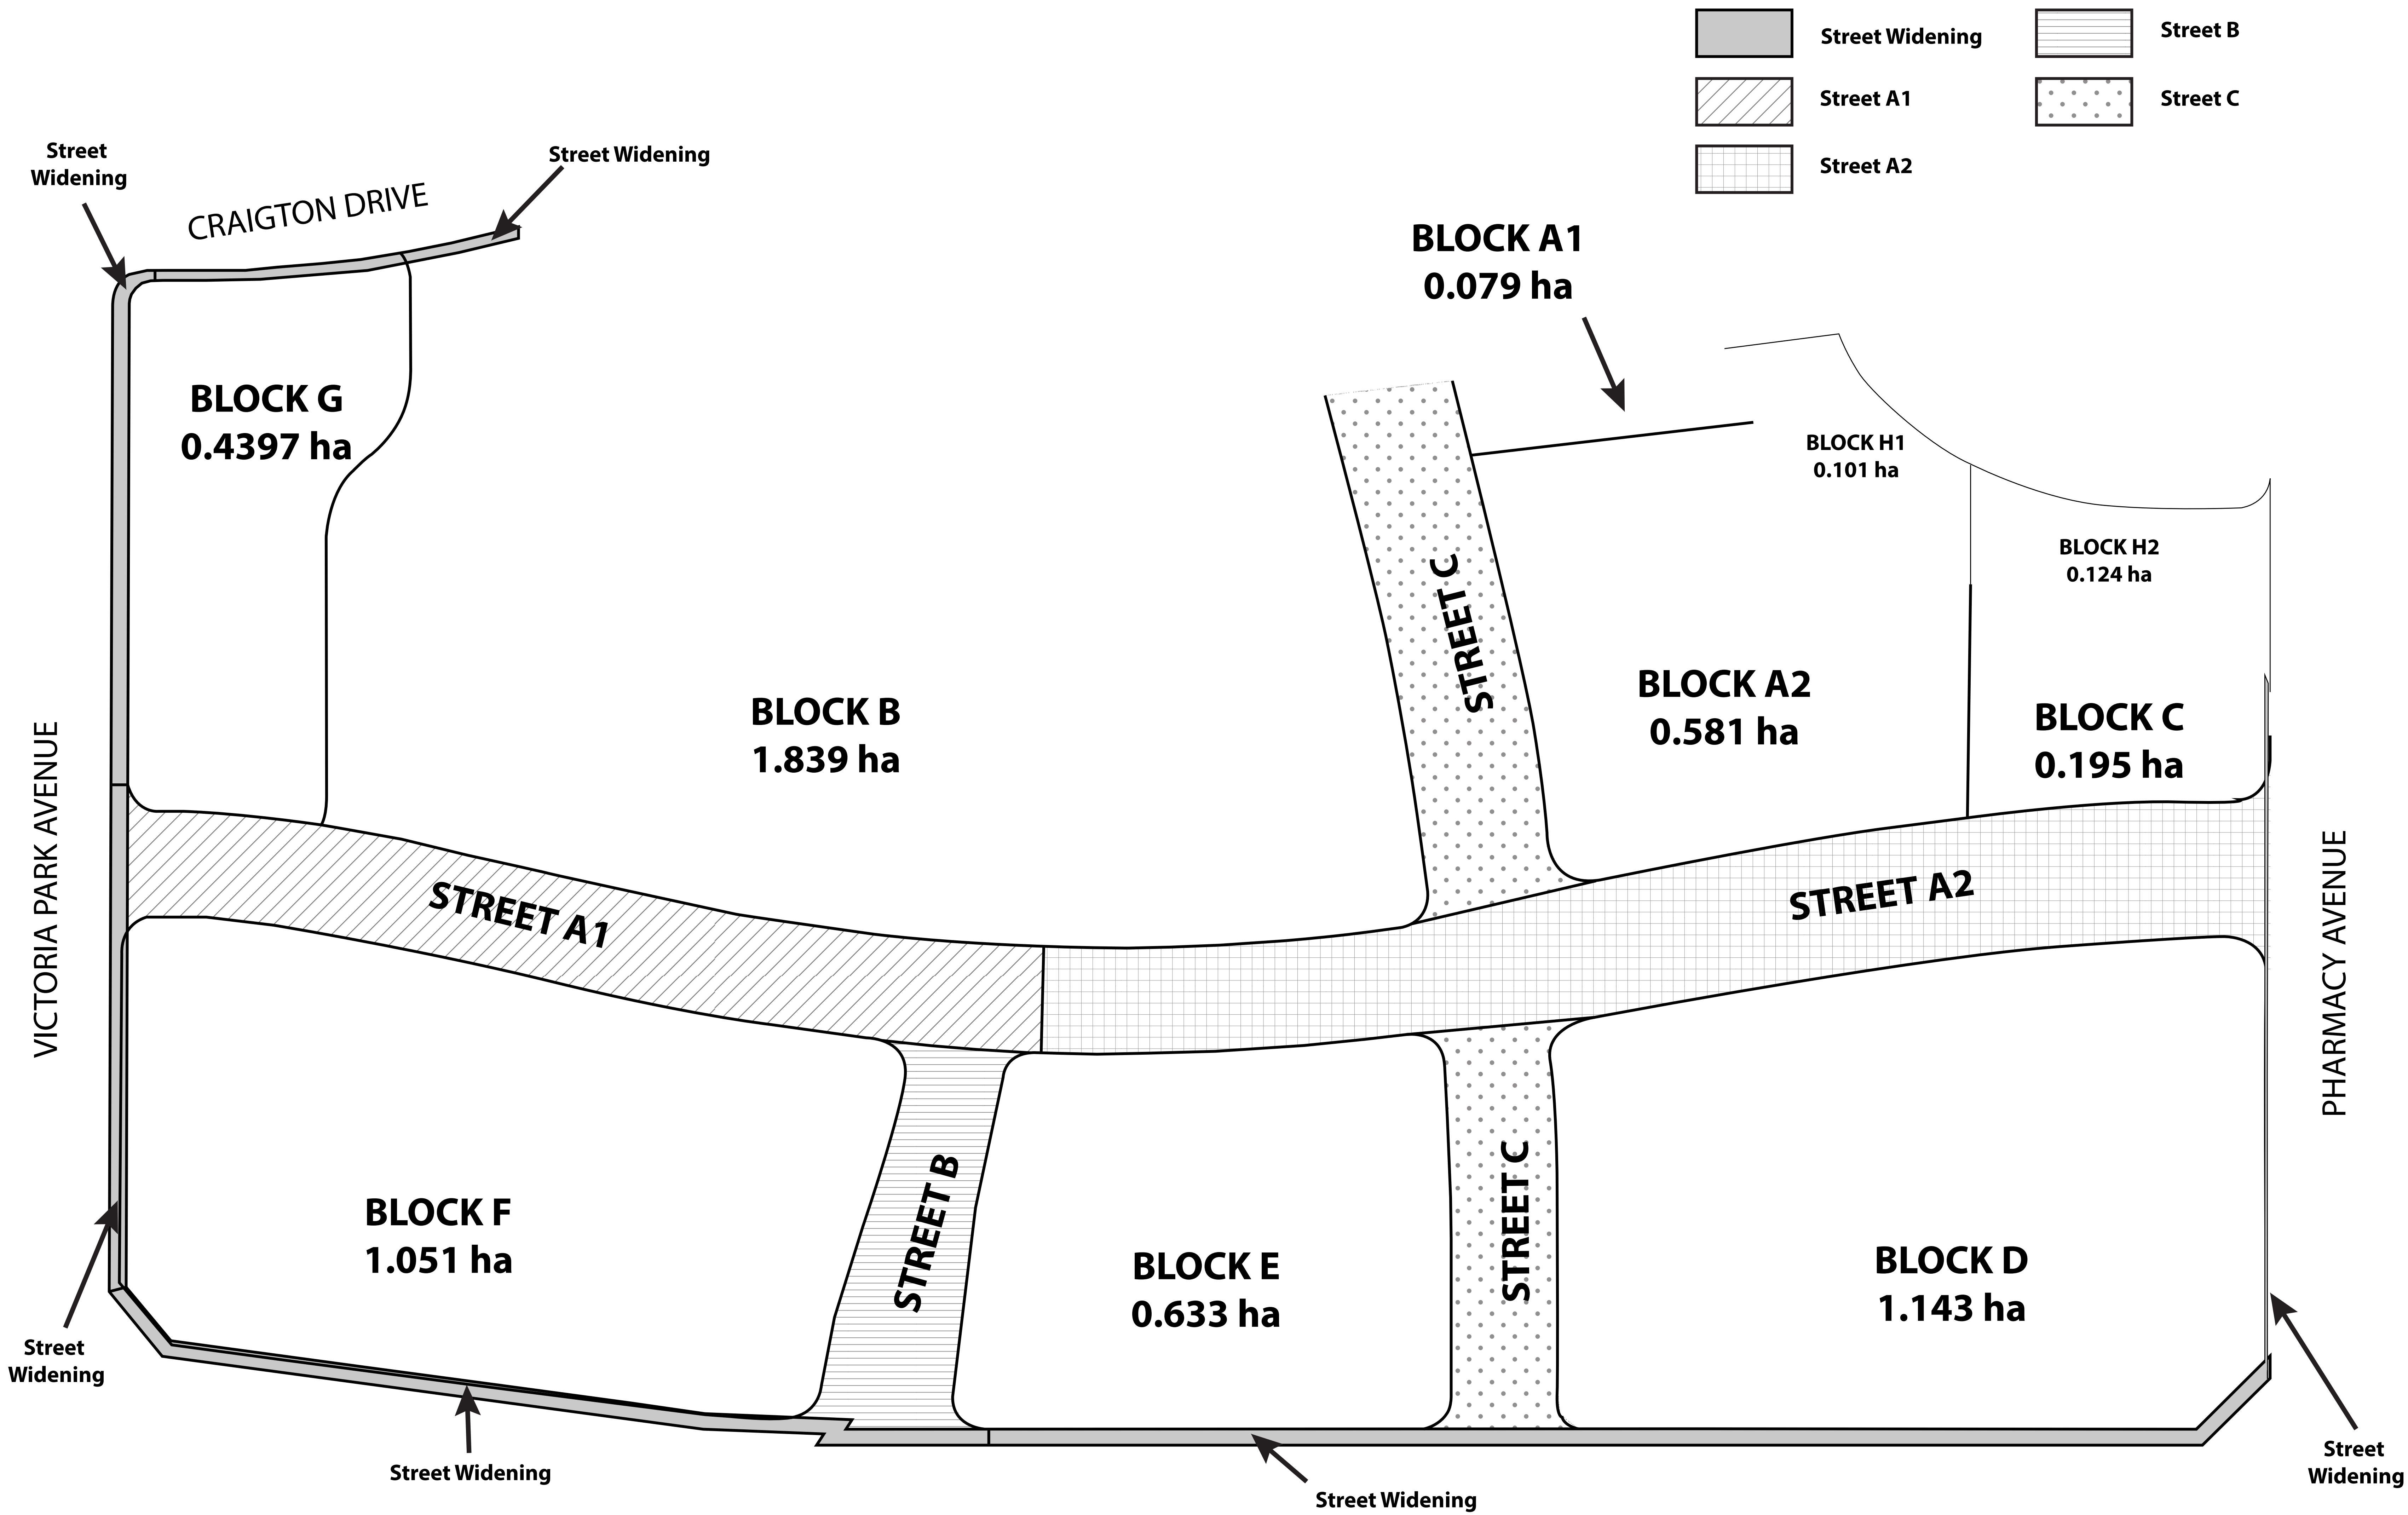 Street Widening
Street B
Street A1
Street C
Street A2
Street
Widening
Street Widening
CRAIGTON DRIVE
BLOCK A1
0.079 ha
BLOCK G
0.4397 ha
BLOCK H1
0.101 ha
BLOCK H2
0.124 ha
STREET C
BLOCK B
1.839 ha
BLOCK A2
0.581 ha
BLOCK C
0.195 ha
VICTORIA PARK AVENUE
STREET A1
STREET A2
PHARMACY AVENUE
BLOCK F
1.051 ha
STREET B
BLOCK E
0.633 ha
STREET C
BLOCK D
1.143 ha
Street
Widening
Street Widening
Street Widening
Street
Widening